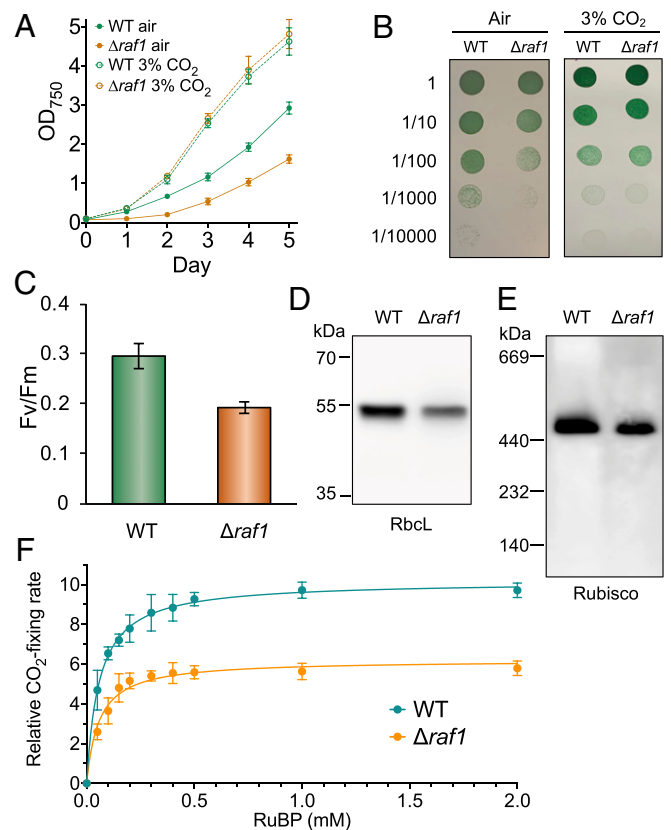 A
WT air
Δraf1 air
WT 3% CO₂
Δraf1 3% CO₂
OD₇₅₀
5
4
3
2
1
0
0 1 2 3 4 5
Day
B
Air 3% CO₂
WT Δraf1 WT Δraf1
1
1/10
1/100
1/1000
1/10000
C
Fv/Fm
0.4
0.3
0.2
0.1
0
WT Δraf1
D
WT Δraf1
kDa
70
55
35
RbcL
E
WT Δraf1
kDa
669
440
232
140
Rubisco
F
Relative CO₂-fixing rate
10
8
6
4
2
0
0.0 0.5 1.0 1.5 2.0
RuBP (mM)
WT
Δraf1